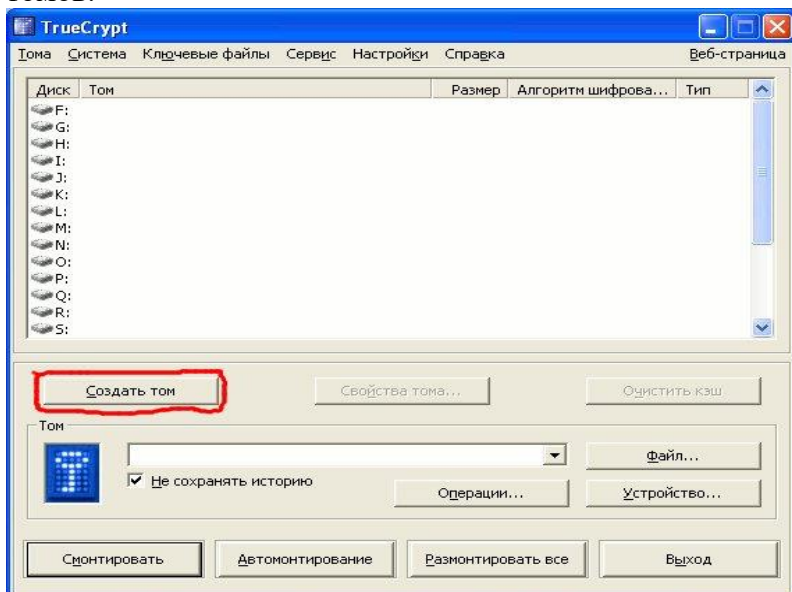 TrueCrypt
Тома Система Ключевые файлы Сервис Настройки Справка Веб-страница
Диск Том Размер Алгоритм шифрова... Тип
F:
G:
H:
I:
J:
K:
L:
M:
N:
O:
P:
Q:
R:
S:
Создать том Свойства тома... Очистить кэш
Том
Файл...
Не сохранять историю
Операции... Устройство...
Смонтировать Автомонтирование Размонтировать все Выход